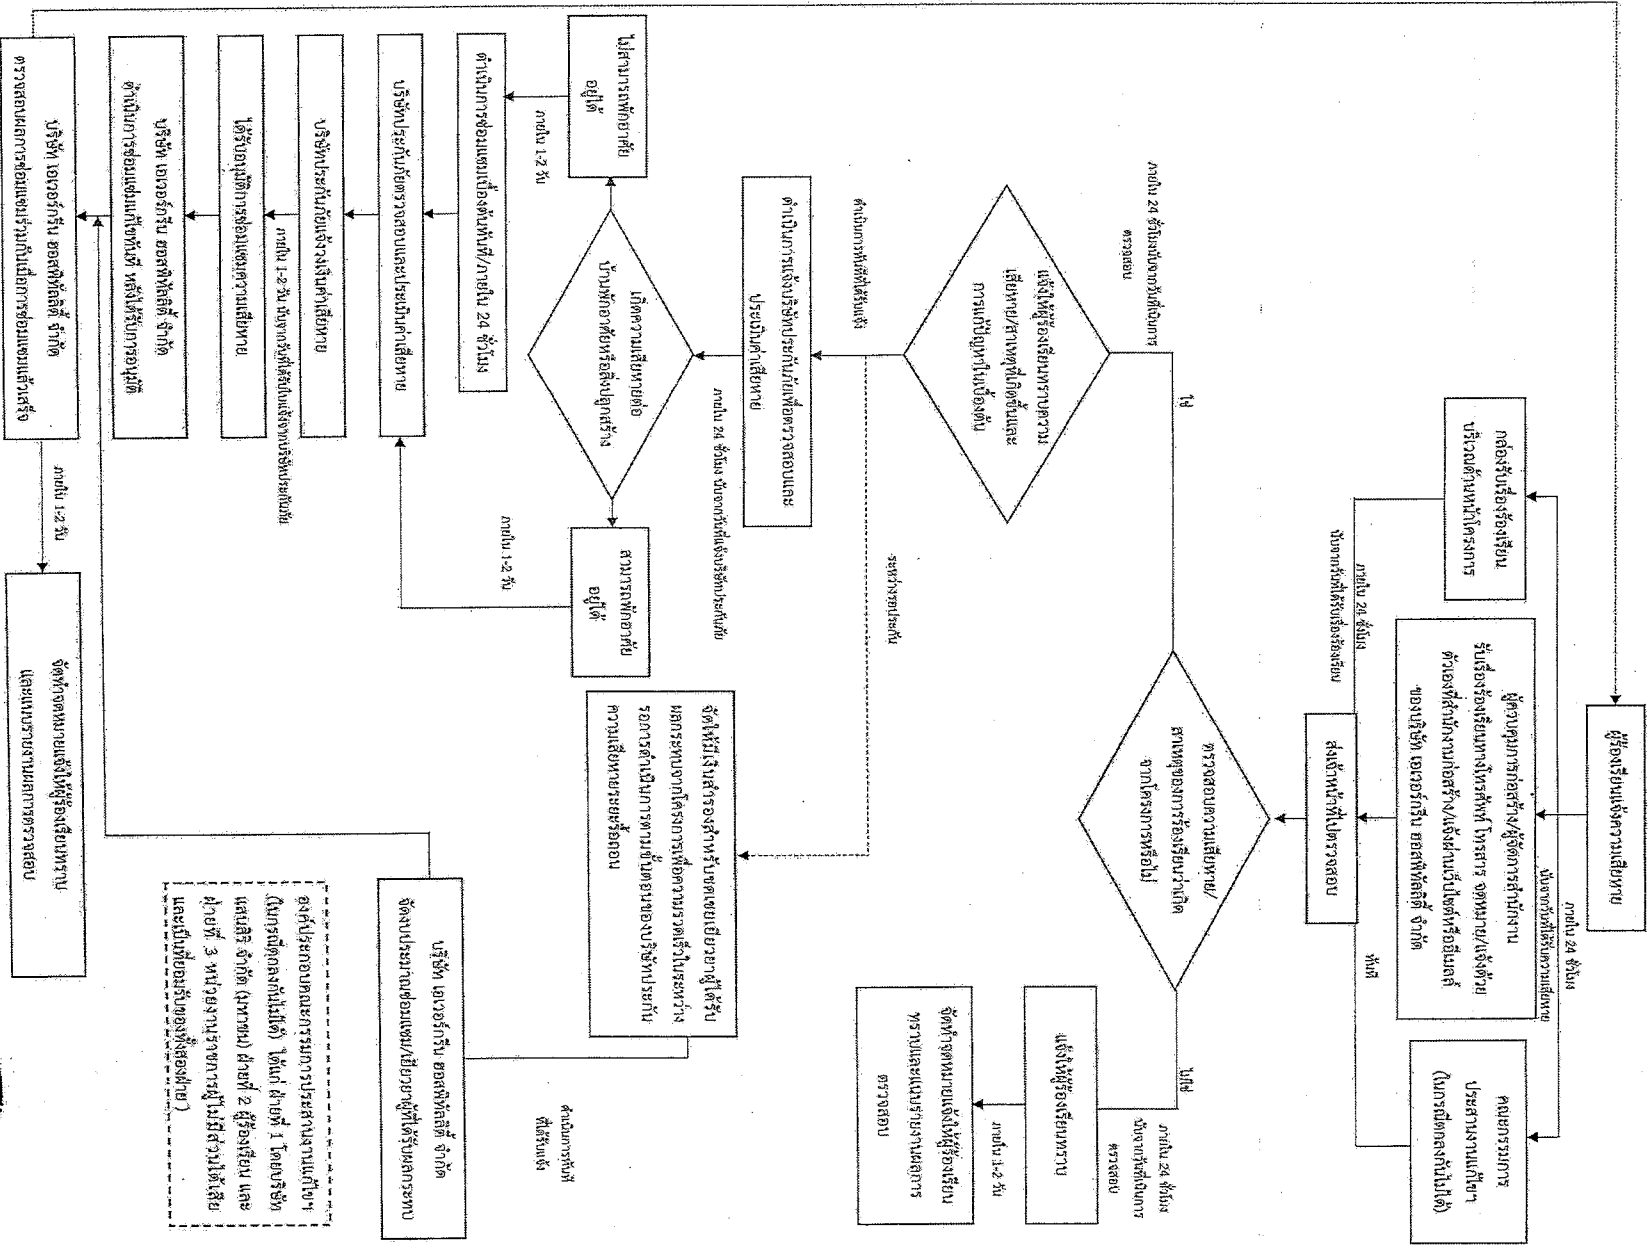 ผู้ร้องเรียนแจ้งความเสียหาย
ภายใน 24 ชั่วโมง
นับจากวันที่ได้รับความเสียหาย
กล่องรับเรื่องร้องเรียน
บริเวณด้านหน้าโครงการ
ผู้ควบคุมการก่อสร้าง/ผู้จัดการสำนักงาน
รับเรื่องร้องเรียนทางโทรศัพท์ โทรสาร จดหมาย/แจ้งด้วย
ตัวเองที่สำนักงานก่อสร้าง/แจ้งผ่านเว็บไซต์หรืออีเมลล์
ของบริษัท เอเวอร์กรีน ฮอสพิทัลลิตี้ จำกัด
คณะกรรมการ
ประสานงานแก้ไขฯ
(ในกรณีตกลงกันไม่ได้)
ภายใน 24 ชั่วโมง
นับจากวันที่ได้รับเรื่องร้องเรียน
ทันที
ส่งเจ้าหน้าที่ไปตรวจสอบ
ตรวจสอบความเสียหาย/
สาเหตุของการร้องเรียนว่าเกิด
จากโครงการหรือไม่
ใช่
ไม่ใช่
ภายใน 24 ชั่วโมงนับจากวันที่เริ่มการ
ตรวจสอบ
ภายใน 24 ชั่วโมง
นับจากวันที่เริ่มการ
ตรวจสอบ
แจ้งให้ผู้ร้องเรียนทราบความ
เสียหาย/สาเหตุที่เกิดขึ้นและ
การแก้ปัญหาในเบื้องต้น
แจ้งให้ผู้ร้องเรียนทราบ
ภายใน 1-2 วัน
จัดทำจดหมายแจ้งให้ผู้ร้องเรียน
ทราบและแนบรายงานผลการ
ตรวจสอบ
ดำเนินการทันทีที่ได้รับแจ้ง
ระหว่างรอประกัน
ดำเนินการแจ้งบริษัทประกันภัยเพื่อตรวจสอบและ
ประเมินค่าเสียหาย
ภายใน 24 ชั่วโมง นับจากวันที่แจ้งบริษัทประกันภัย
จัดให้มีเงินสำรองสำหรับชดเชยเยียวยาผู้ได้รับ
ผลกระทบจากโครงการเพื่อความรวดเร็วในระหว่าง
รอการดำเนินการตามขั้นตอนของบริษัทประกัน
ความเสียหายระยะรื้อถอน
เกิดความเสียหายต่อ
บ้านพักอาศัยหรือสิ่งปลูกสร้าง
ไม่สามารถพักอาศัย
อยู่ได้
สามารถพักอาศัย
อยู่ได้
ภายใน 1-2 วัน
ภายใน 1-2 วัน
ดำเนินการทันที
ที่ได้รับแจ้ง
ดำเนินการซ่อมแซมเบื้องต้นทันที/ภายใน 24 ชั่วโมง
บริษัทประกันภัยตรวจสอบและประเมินค่าเสียหาย
บริษัท เอเวอร์กรีน ฮอสพิทัลลิตี้ จำกัด
จัดงบประมาณซ่อมแซม/เยียวยาผู้ที่ได้รับผลกระทบ
บริษัทประกันภัยแจ้งวงเงินค่าเสียหาย
ภายใน 1-2 วัน นับจากวันที่ได้รับใบแจ้งจากบริษัทประกันภัย
ได้รับอนุมัติการซ่อมแซมความเสียหาย
องค์ประกอบคณะกรรมการประสานงานแก้ไขฯ
(ในกรณีตกลงกันไม่ได้) ได้แก่ ฝ่ายที่ 1 โดยบริษัท
แสนสิริ จำกัด (มหาชน) ฝ่ายที่ 2 ผู้ร้องเรียน และ
ฝ่ายที่ 3 หน่วยงานราชการผู้ไม่มีส่วนได้เสีย
และเป็นที่ยอมรับของทั้งสองฝ่าย)
บริษัท เอเวอร์กรีน ฮอสพิทัลลิตี้ จำกัด
ดำเนินการซ่อมแซมแก้ไขทันที หลังได้รับการอนุมัติ
บริษัท เอเวอร์กรีน ฮอสพิทัลลิตี้ จำกัด
ตรวจสอบผลการซ่อมแซมร่วมกันเมื่อการซ่อมแซมแล้วเสร็จ
ภายใน 1-2 วัน
จัดทำจดหมายแจ้งให้ผู้ร้องเรียนทราบ
และแนบรายงานผลการตรวจสอบ